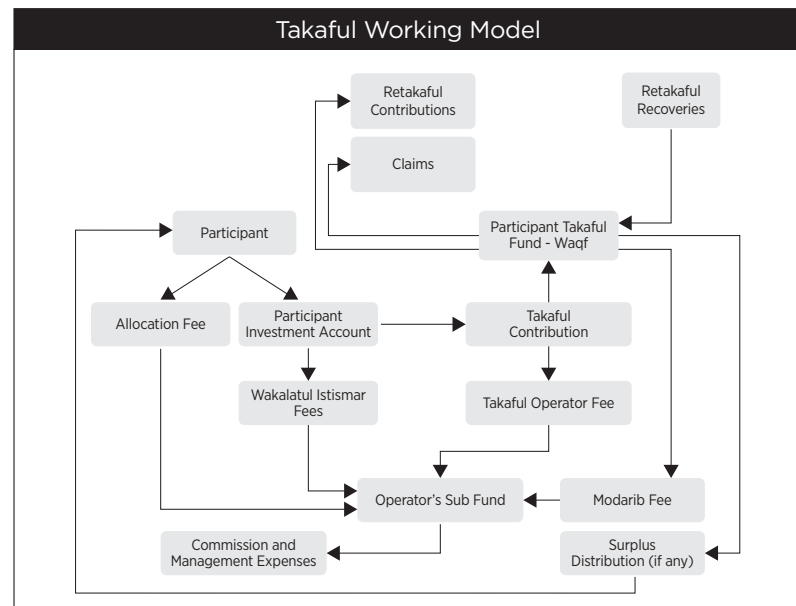 Takaful Working Model
Retakaful
Contributions
Retakaful
Recoveries
Claims
Participant
Participant Takaful
Fund - Waqf
Allocation Fee
Participant
Investment Account
Takaful
Contribution
Wakalatul Istismar
Fees
Takaful Operator Fee
Operator's Sub Fund
Modarib Fee
Commission and
Management Expenses
Surplus
Distribution (if any)